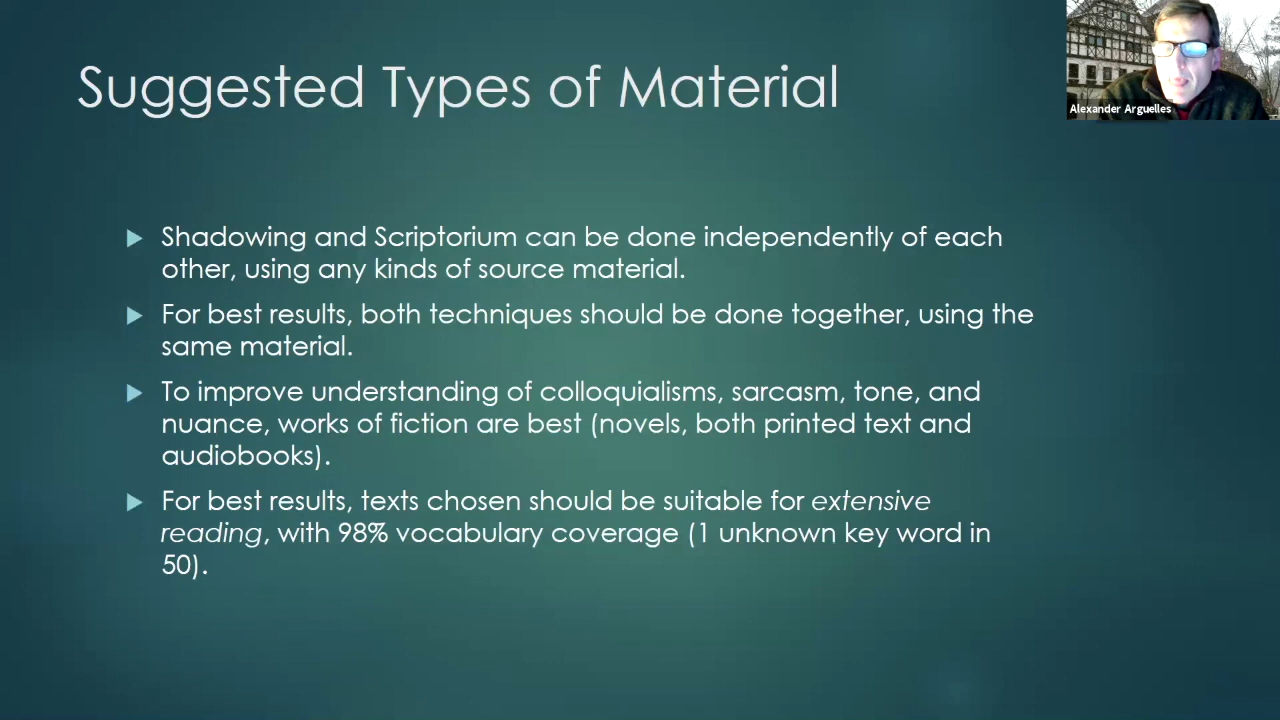 Suggested Types of Material
Alexander Arguelles
Shadowing and Scriptorium can be done independently of each
other, using any kinds of source material.
For best results, both techniques should be done together, using the
same material.
To improve understanding of colloquialisms, sarcasm, tone, and
nuance, works of fiction are best (novels, both printed text and
audiobooks).
For best results, texts chosen should be suitable for extensive
reading, with 98% vocabulary coverage (1 unknown key word in
50).